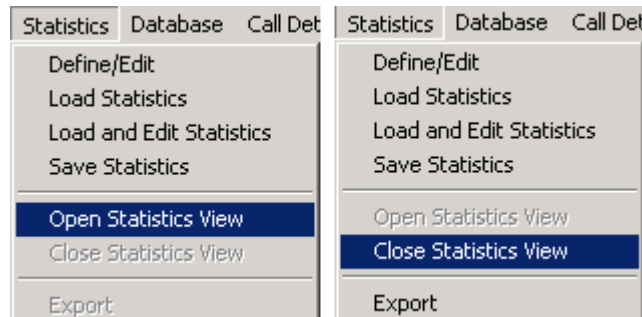 Statistics Database Call Det
Define/Edit
Load Statistics
Load and Edit Statistics
Save Statistics
Open Statistics View
Close Statistics View
Export
Statistics Database Call Det
Define/Edit
Load Statistics
Load and Edit Statistics
Save Statistics
Open Statistics View
Close Statistics View
Export